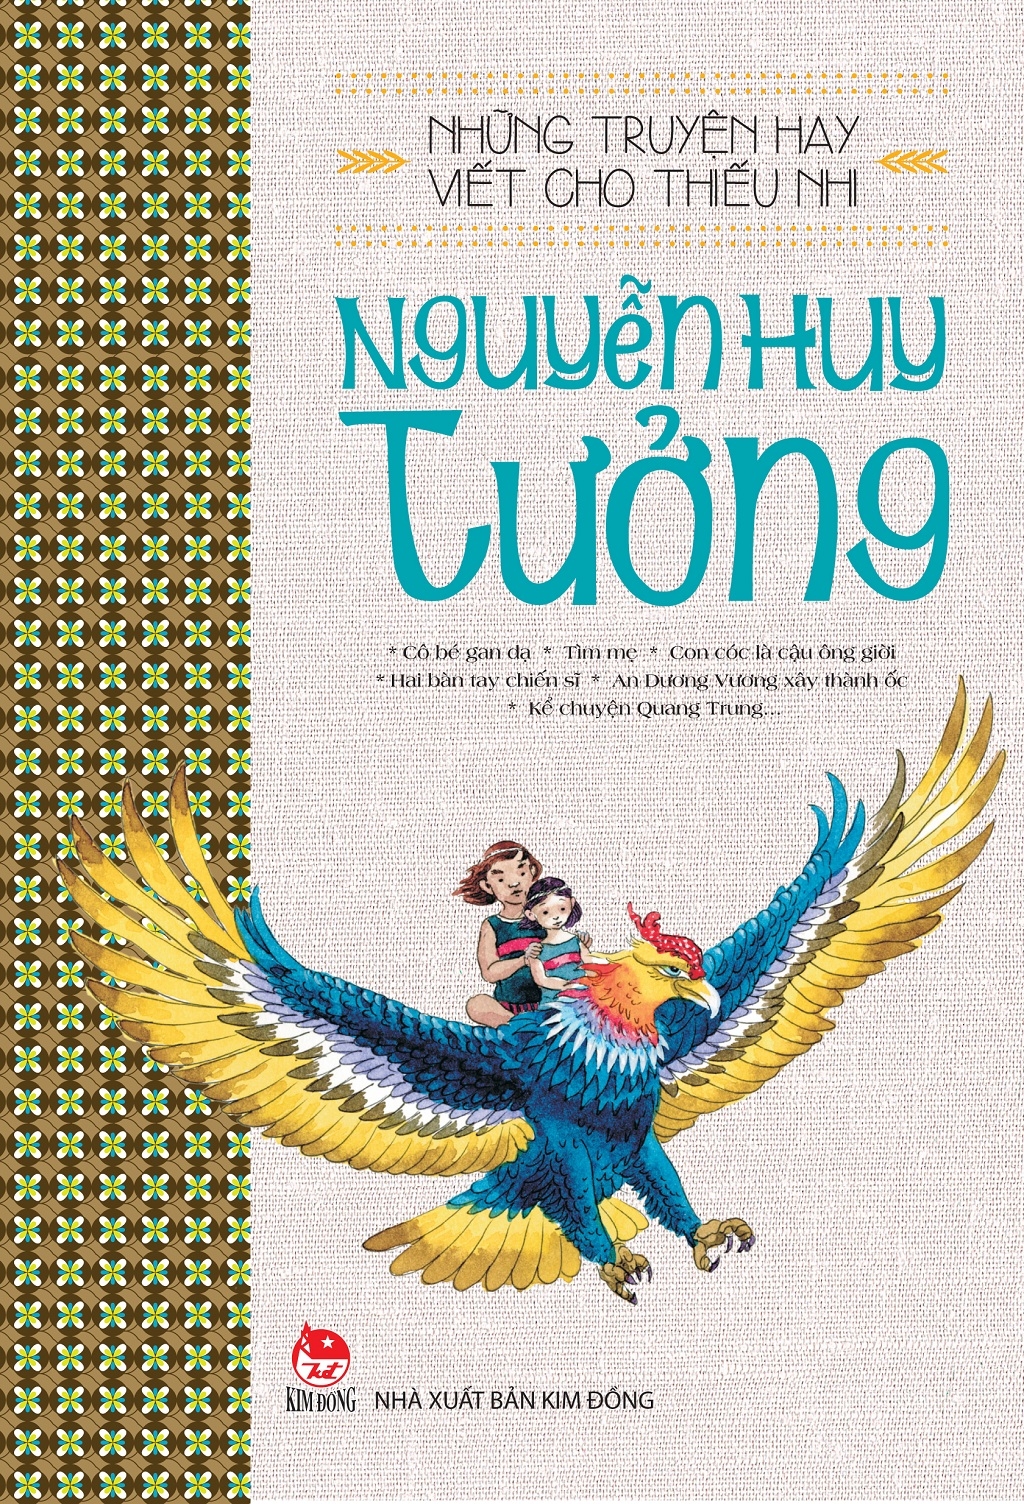 NHỮNG TRUYỆN HAY
VIẾT CHO THIẾU NHI
Nguyễn Huy
Tưởng
* Cô bé gan dạ * Tìm mẹ * Con cóc là cậu ông giời
* Hai bàn tay chiến sĩ * An Dương Vương xây thành ốc
* Kể chuyện Quang Trung...
két
KIM ĐỒNG
NHÀ XUẤT BẢN KIM ĐỒNG